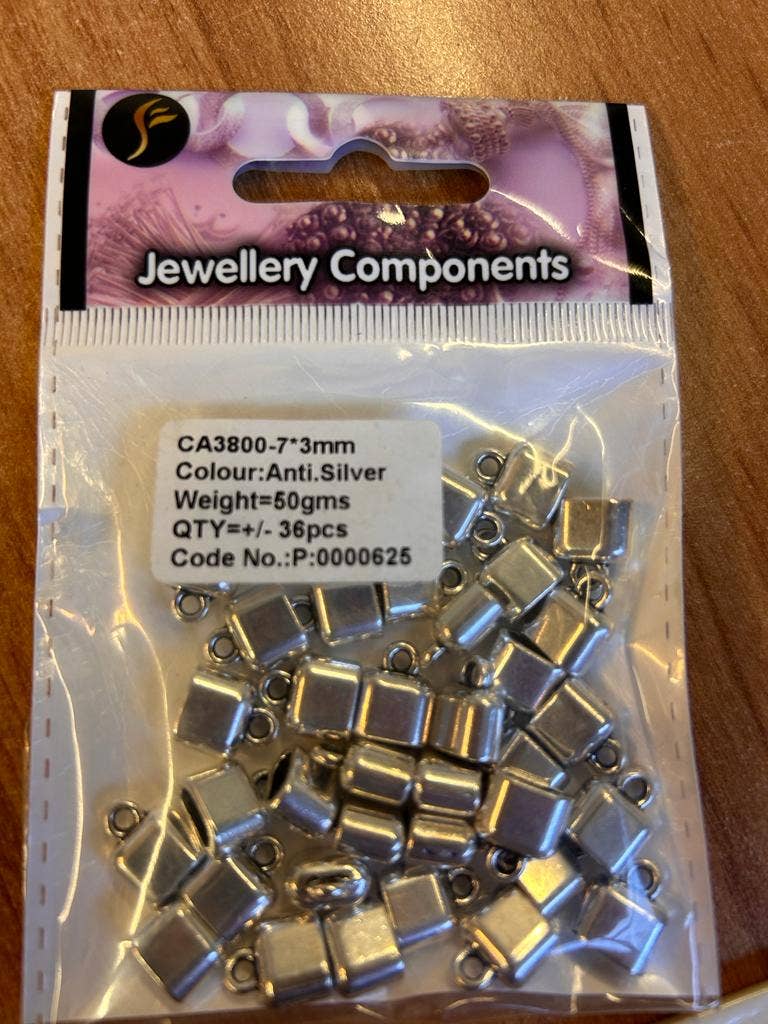 Jewellery Components
CA3800-7*3mm
Colour:Anti.Silver
Weight=50gms
QTY=+/- 36pcs
Code No.:P:0000625